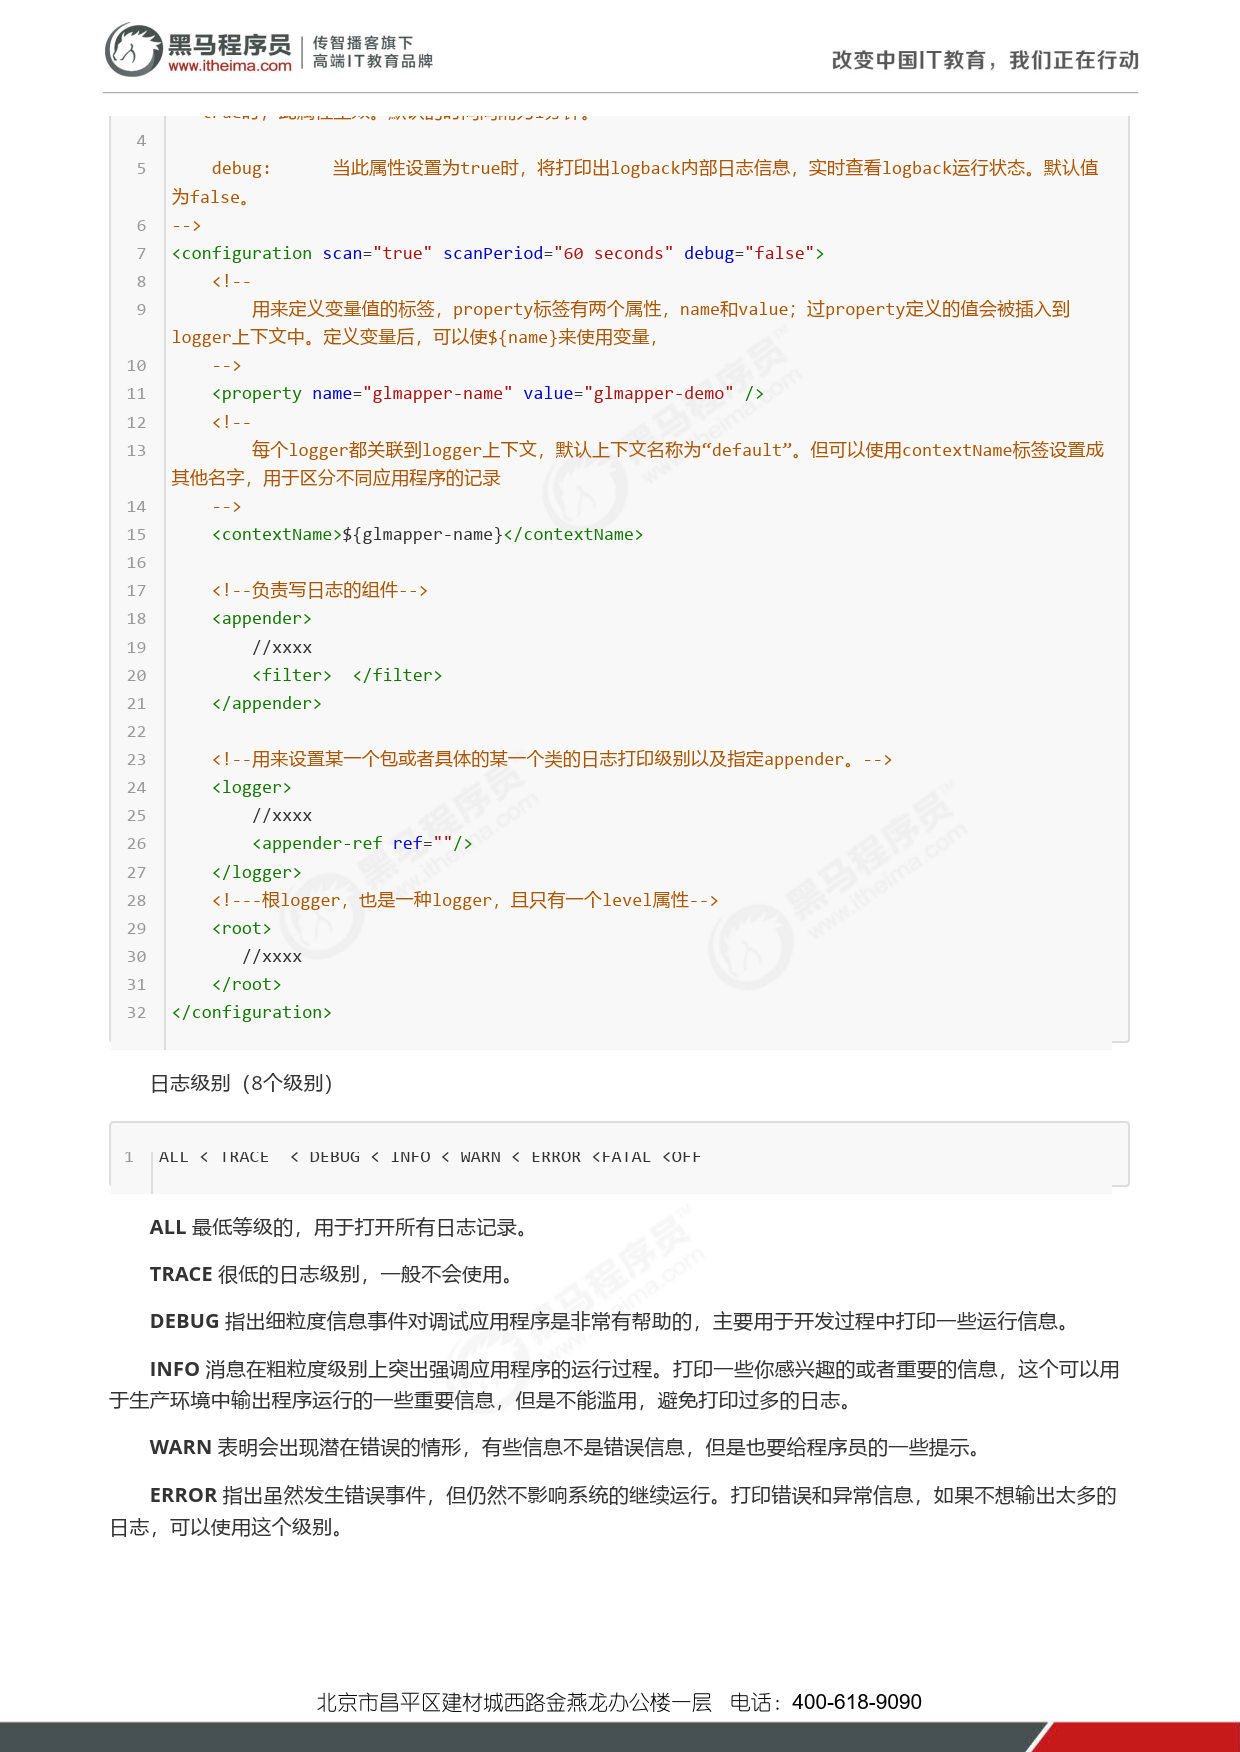 黑马程序员
www.itheima.com
传智播客旗下
高端IT教育品牌
改变中国IT教育，我们正在行动
true时，此属性生效。默认的时间间隔为1分钟。
4
5     debug:      当此属性设置为true时，将打印出logback内部日志信息，实时查看logback运行状态。默认值
为false。
6 -->
7 <configuration scan="true" scanPeriod="60 seconds" debug="false">
8     <!--
9         用来定义变量值的标签，property标签有两个属性，name和value；过property定义的值会被插入到
logger上下文中。定义变量后，可以使${name}来使用变量，
10     -->
11     <property name="glmapper-name" value="glmapper-demo" />
12     <!--
13         每个logger都关联到logger上下文，默认上下文名称为“default”。但可以使用contextName标签设置成
其他名字，用于区分不同应用程序的记录
14     -->
15     <contextName>${glmapper-name}</contextName>
16
17     <!--负责写日志的组件-->
18     <appender>
19         //xxxx
20         <filter>  </filter>
21     </appender>
22
23     <!--用来设置某一个包或者具体的某一个类的日志打印级别以及指定appender。-->
24     <logger>
25         //xxxx
26         <appender-ref ref=""/>
27     </logger>
28     <!---根logger，也是一种logger，且只有一个level属性-->
29     <root>
30        //xxxx
31     </root>
32 </configuration>
日志级别（8个级别）
1 ALL < TRACE  < DEBUG < INFO < WARN < ERROR <FATAL <OFF
ALL 最低等级的，用于打开所有日志记录。
TRACE 很低的日志级别，一般不会使用。
DEBUG 指出细粒度信息事件对调试应用程序是非常有帮助的，主要用于开发过程中打印一些运行信息。
INFO 消息在粗粒度级别上突出强调应用程序的运行过程。打印一些你感兴趣的或者重要的信息，这个可以用
于生产环境中输出程序运行的一些重要信息，但是不能滥用，避免打印过多的日志。
WARN 表明会出现潜在错误的情形，有些信息不是错误信息，但是也要给程序员的一些提示。
ERROR 指出虽然发生错误事件，但仍然不影响系统的继续运行。打印错误和异常信息，如果不想输出太多的
日志，可以使用这个级别。
北京市昌平区建材城西路金燕龙办公楼一层   电话：400-618-9090